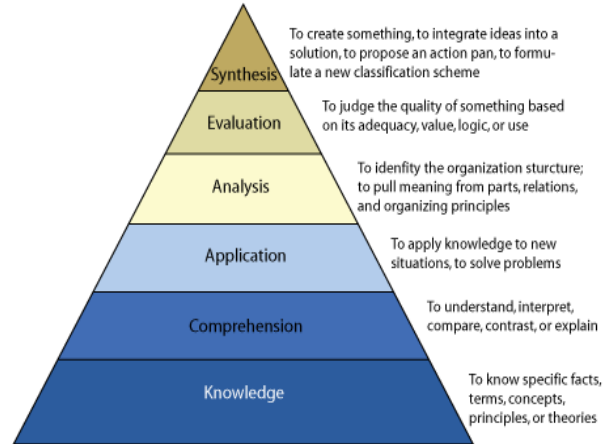 To create something, to integrate ideas into a
solution, to propose an action pan, to formu-
late a new classification scheme
Synthesis
To judge the quality of something based
on its adequacy, value, logic, or use
Evaluation
To idenfity the organization sturcture;
to pull meaning from parts, relations,
and organizing principles
Analysis
To apply knowledge to new
situations, to solve problems
Application
To understand, interpret,
compare, contrast, or explain
Comprehension
To know specific facts,
terms, concepts,
principles, or theories
Knowledge